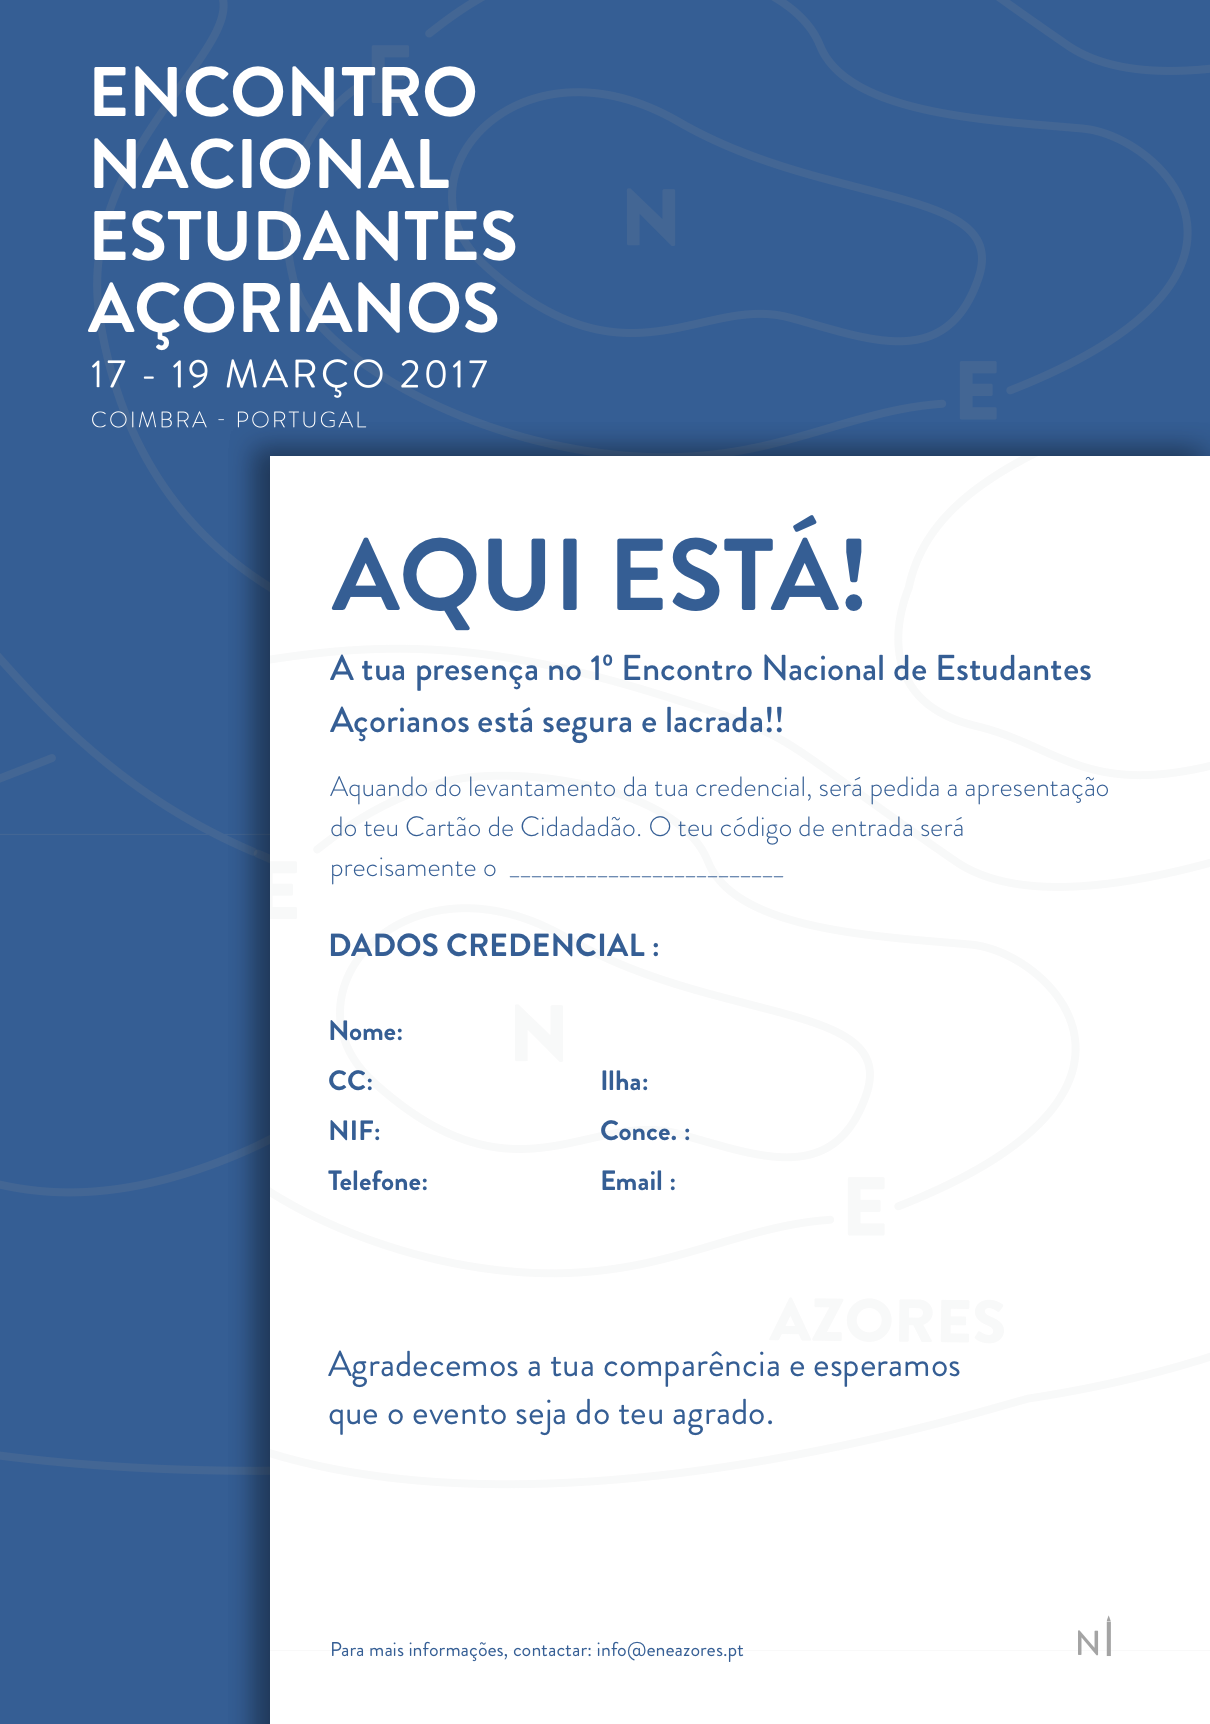 ENCONTRO
NACIONAL
ESTUDANTES
AÇORIANOS
17 - 19 MARÇO 2017
COIMBRA - PORTUGAL
E
N
E
AQUI ESTÁ!
A tua presença no 1º Encontro Nacional de Estudantes
Açorianos está segura e lacrada!!
Aquando do levantamento da tua credencial, será pedida a apresentação
do teu Cartão de Cidadadão. O teu código de entrada será
precisamente o _________________________
E
DADOS CREDENCIAL :
N
Nome:
CC: Ilha:
NIF: Conce. :
Telefone: Email :
E
AZORES
Agradecemos a tua comparência e esperamos
que o evento seja do teu agrado.
Para mais informações, contactar: info@eneazores.pt
N